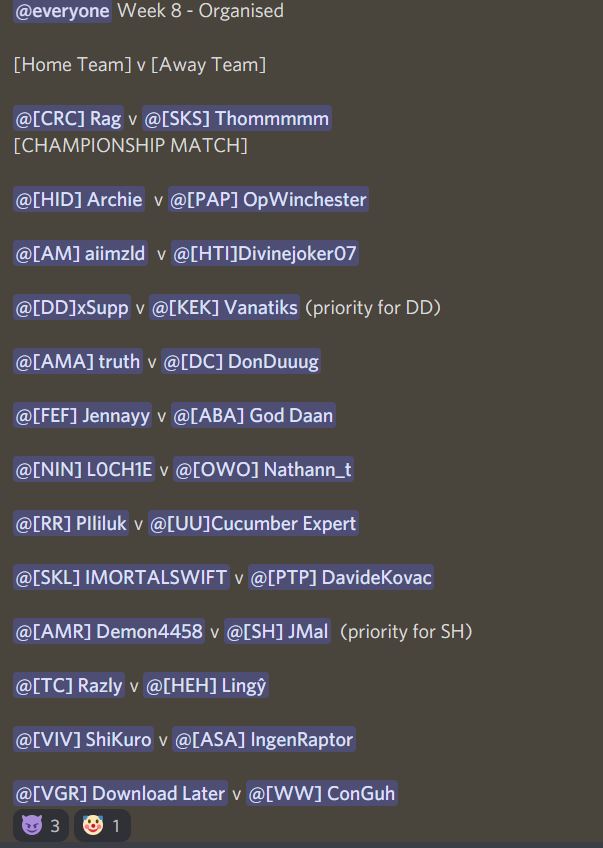 @everyone Week 8 - Organised
[Home Team] v [Away Team]
@[CRC] Rag v @[SKS] Thommmmm
[CHAMPIONSHIP MATCH]
@[HID] Archie v @[PAP] OpWinchester
@[AM] aiimzld v @[HTI]Divinejoker07
@[DD]xSupp v @[KEK] Vanatiks (priority for DD)
@[AMA] truth v @[DC] DonDuuug
@[FEF] Jennayy v @[ABA] God Daan
@[NIN] L0CH1E v @[OWO] Nathann_t
@[RR] Plliluk v @[UU]Cucumber Expert
@[SKL] IMORTALSWIFT v @[PTP] DavideKovac
@[AMR] Demon4458 v @[SH] JMal (priority for SH)
@[TC] Razly v @[HEH] Lingŷ
@[VIV] ShiKuro v @[ASA] IngenRaptor
@[VGR] Download Later v @[WW] ConGuh
😈 3 🤡 1